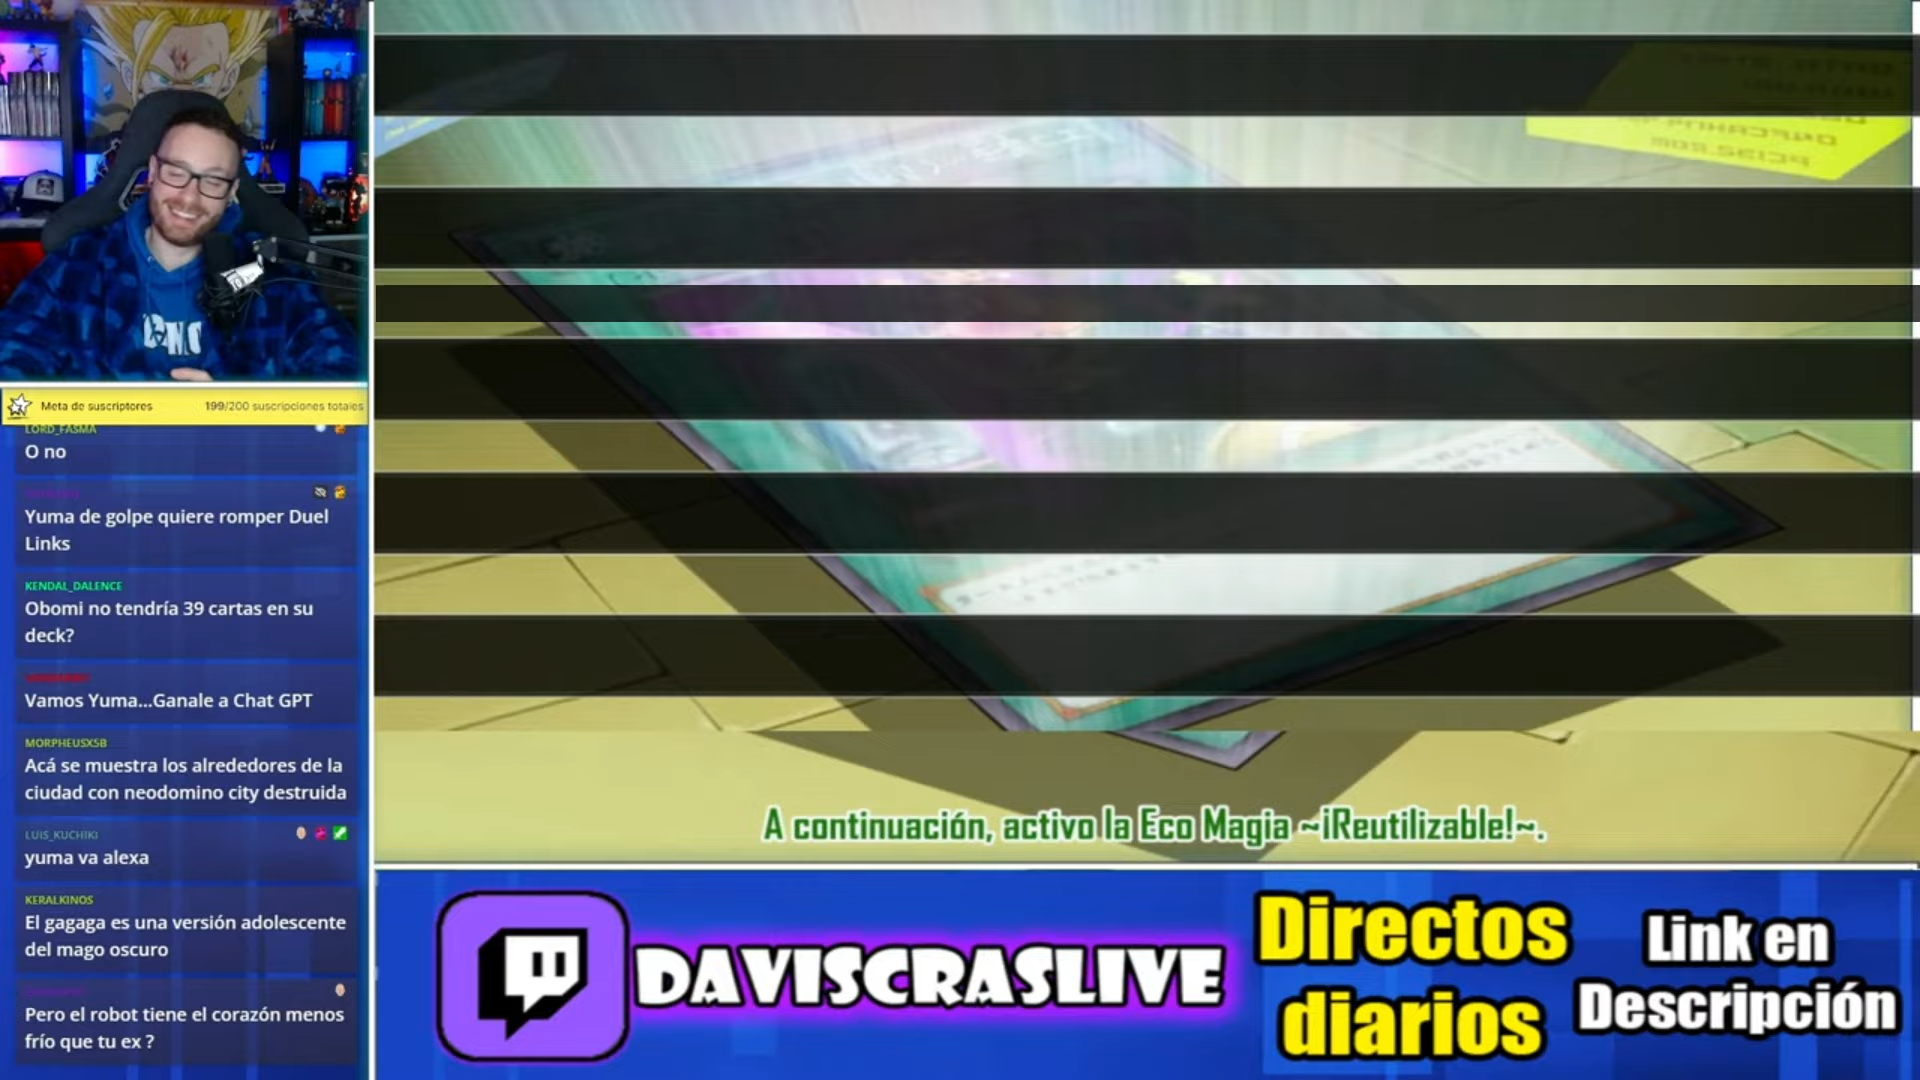 Meta de suscriptores 199/200 suscripciones totales
LORD_FASMA
O no
Yuma de golpe quiere romper Duel
Links
KENDAL_DALENCE
Obomi no tendría 39 cartas en su
deck?
Vamos Yuma...Ganale a Chat GPT
MORPHEUSXSB
Acá se muestra los alrededores de la
ciudad con neodomino city destruida
LUIS_KUCHIKI
yuma va alexa
KERALKINOS
El gagaga es una versión adolescente
del mago oscuro
Pero el robot tiene el corazón menos
frío que tu ex ?
A continuación, activo la Eco Magia ~¡Reutilizable!~.
DAVISCRASLIVE
Directos
diarios
Link en
Descripción